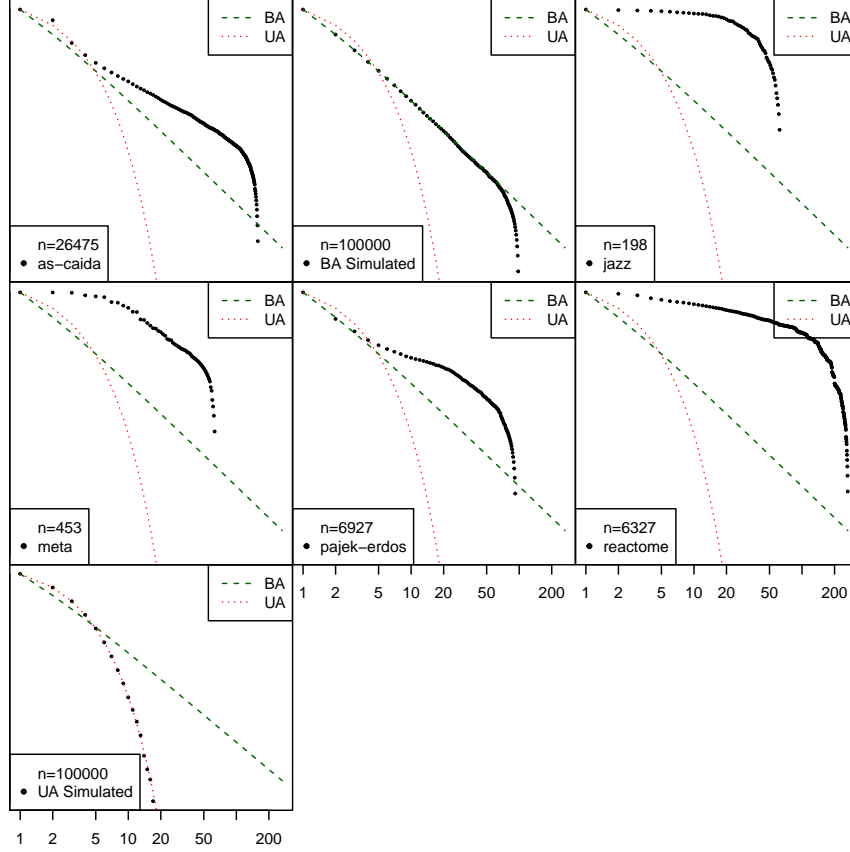 BA
UA
n=26475
as−caida
BA
UA
n=100000
BA Simulated
BA
UA
n=198
jazz
BA
UA
n=453
meta
BA
UA
n=6927
pajek−erdos
BA
UA
n=6327
reactome
1 2 5 10 20 50 200
1 2 5 10 20 50 200
BA
UA
n=100000
UA Simulated
1 2 5 10 20 50 200